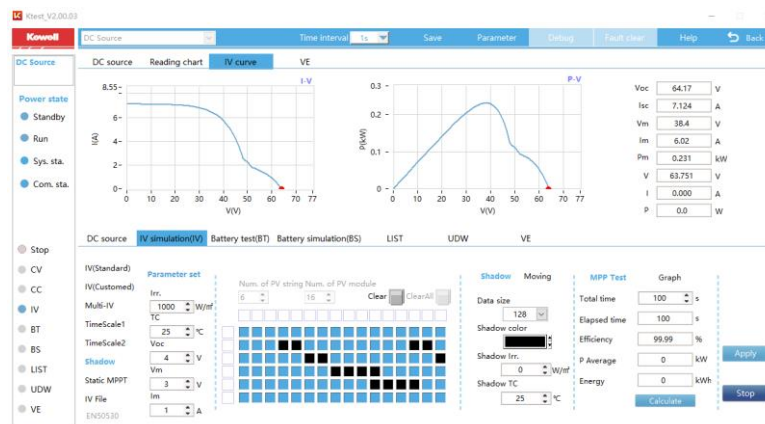 Ktest_V2.00.03
Kewell DC Source Time interval 1s Save Parameter Debug Fault clear Help Back
DC Source
DC source Reading chart IV curve VE
Power state
Standby
Run
Sys. sta.
Com. sta.
I-V
8.55-
6-
4-
2-
0-
I(A)
0 10 20 30 40 50 60 70 77
V(V)
P-V
0.3 -
0.2 -
0.1 -
0 -
P(kW)
0 10 20 30 40 50 60 70 77
V(V)
Voc 64.17 V
Isc 7.124 A
Vm 38.4 V
Im 6.02 A
Pm 0.231 kW
V 63.751 V
I 0.000 A
P 0.0 W
DC source IV simulation(IV) Battery test(BT) Battery simulation(BS) LIST UDW VE
Stop
CV
CC
IV
BT
BS
LIST
UDW
VE
IV(Standard)
IV(Customed)
Multi-IV
TimeScale1
TimeScale2
Shadow
Static MPPT
IV File
EN50530
Parameter set
Irr.
1000 W/㎡
TC
25 ℃
Voc
4 V
Vm
3 V
Im
1 A
Num. of PV string Num. of PV module
6 16 Clear ClearAll
Shadow Moving
Data size
128
Shadow color
Shadow Irr.
0 W/㎡
Shadow TC
25 ℃
MPP Test Graph
Total time 100 s
Elapsed time 100 s
Efficiency 99.99 %
P Average 0 kW
Energy 0 kWh
Calculate
Apply
Stop